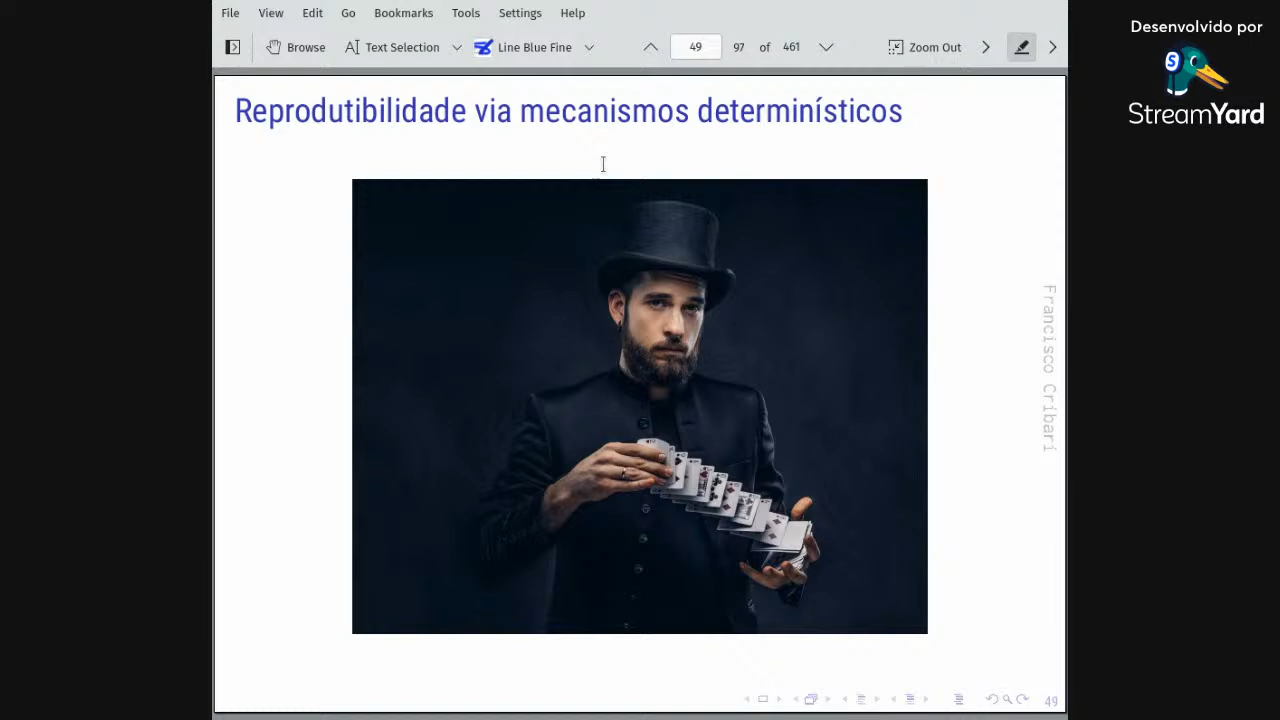 File View Edit Go Bookmarks Tools Settings Help
Browse Text Selection Line Blue Fine 49 97 of 461 Zoom Out
Desenvolvido por
S
StreamYard
Reprodutibilidade via mecanismos determinísticos
Francisco Cribari
49